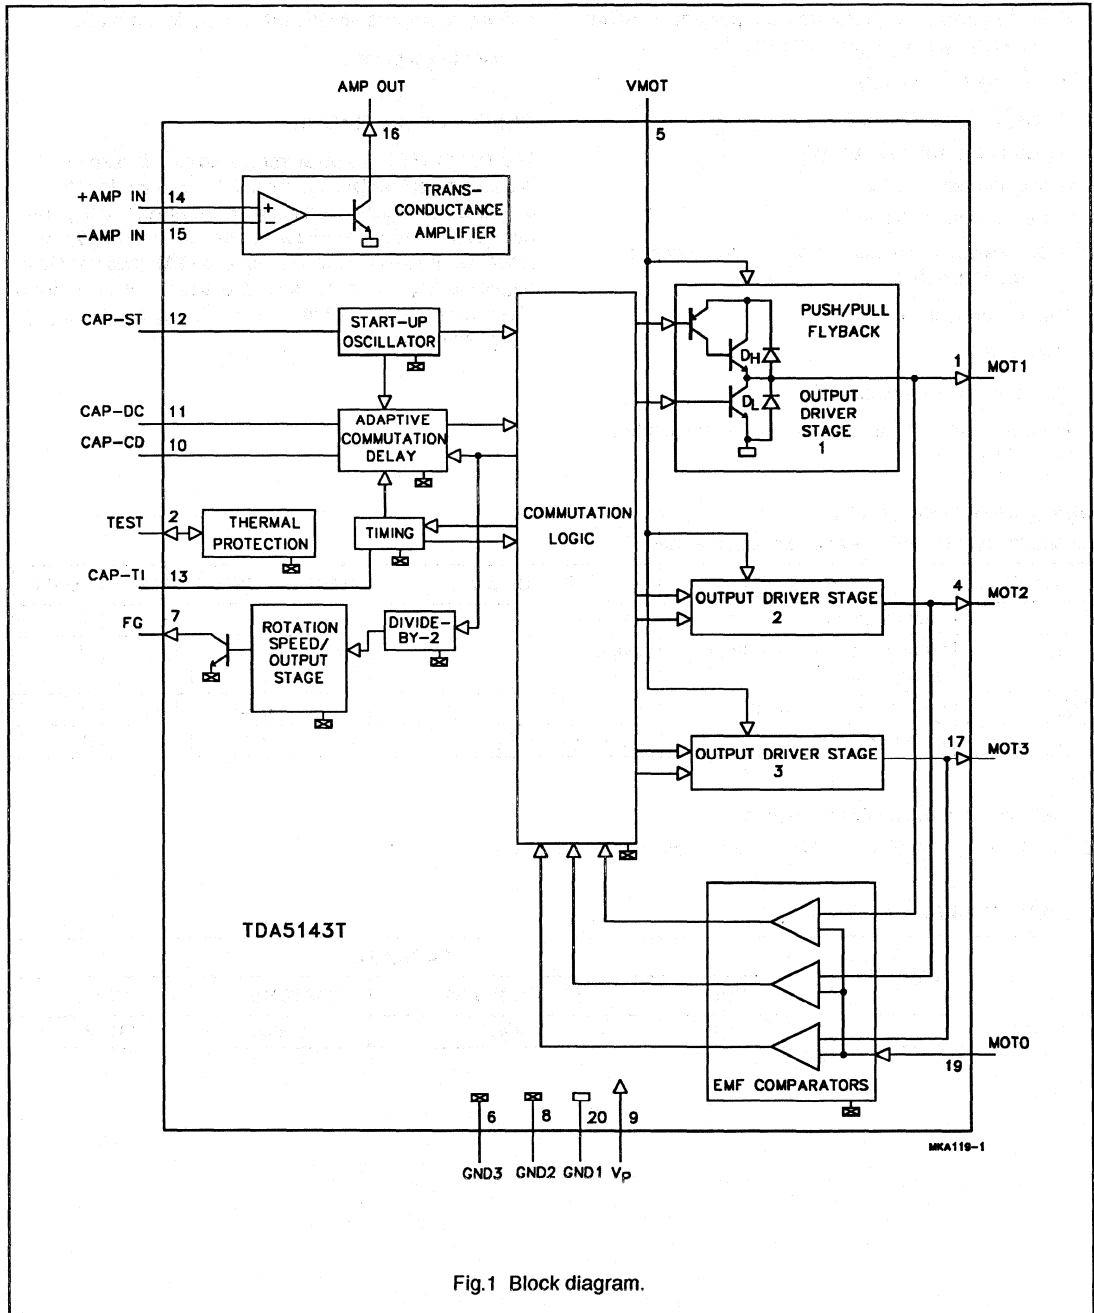 AMP OUT
VMOT
16
5
+AMP IN
14
-AMP IN
15
+
-
TRANS-
CONDUCTANCE
AMPLIFIER
CAP-ST
12
START-UP
OSCILLATOR
CAP-DC
11
CAP-CD
10
ADAPTIVE
COMMUTATION
DELAY
TEST
2
THERMAL
PROTECTION
TIMING
CAP-TI
13
FG
7
ROTATION
SPEED/
OUTPUT
STAGE
DIVIDE-
BY-2
COMMUTATION
LOGIC
PUSH/PULL
FLYBACK
DH
DL
OUTPUT
DRIVER
STAGE
1
1
MOT1
OUTPUT DRIVER STAGE
2
4
MOT2
OUTPUT DRIVER STAGE
3
17
MOT3
TDA5143T
EMF COMPARATORS
MOT0
19
6
8
20
9
GND3
GND2
GND1
VP
MKA119-1
Fig.1 Block diagram.